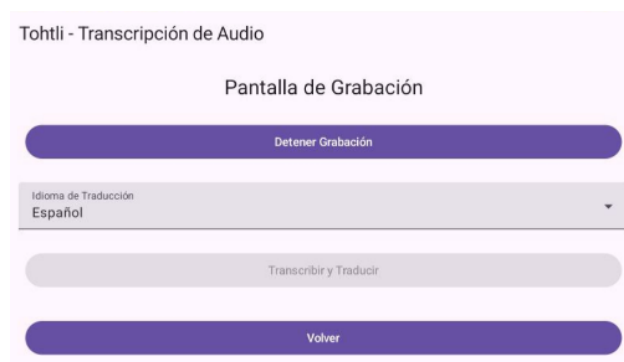 Tohtli - Transcripción de Audio
Pantalla de Grabación
Detener Grabación
Idioma de Traducción
Español
Transcribir y Traducir
Volver